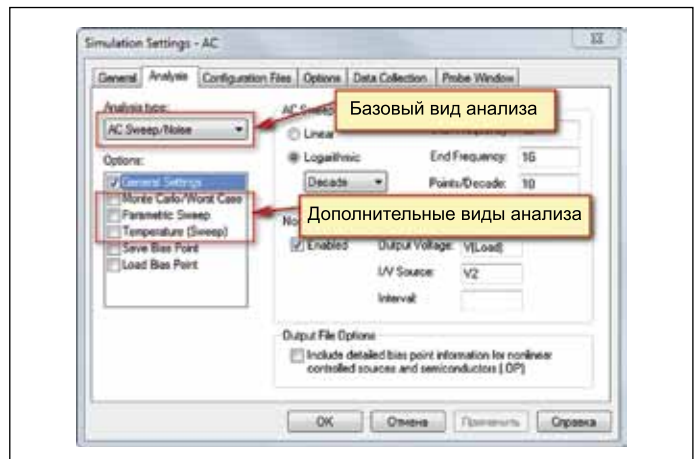 Simulation Settings - AC
General Analysis Configuration Files Options Data Collection Probe Window
Analysis type:
AC Sweep/Noise
Options:
General Settings
Monte Carlo/Worst Case
Parametric Sweep
Temperature (Sweep)
Save Bias Point
Load Bias Point
AC Sweep
Базовый вид анализа
Linear
Logarithmic
Decade
End Frequency: 1G
Points/Decade: 10
Дополнительные виды анализа
Enabled
Output Voltage: V(Load)
I/V Source: V2
Interval:
Output File Options
Include detailed bias point information for nonlinear
controlled sources and semiconductors (.OP)
OK Отмена Применить Справка